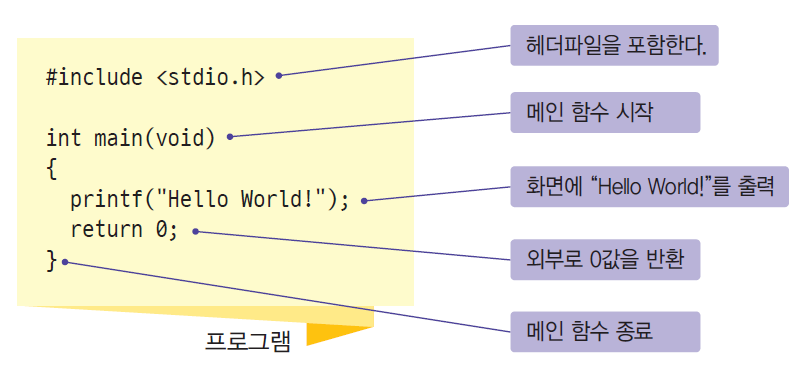 #include <stdio.h>
헤더파일을 포함한다.
int main(void)
메인 함수 시작
{
printf("Hello World!");
화면에 “Hello World!”를 출력
return 0;
외부로 0값을 반환
}
메인 함수 종료
프로그램